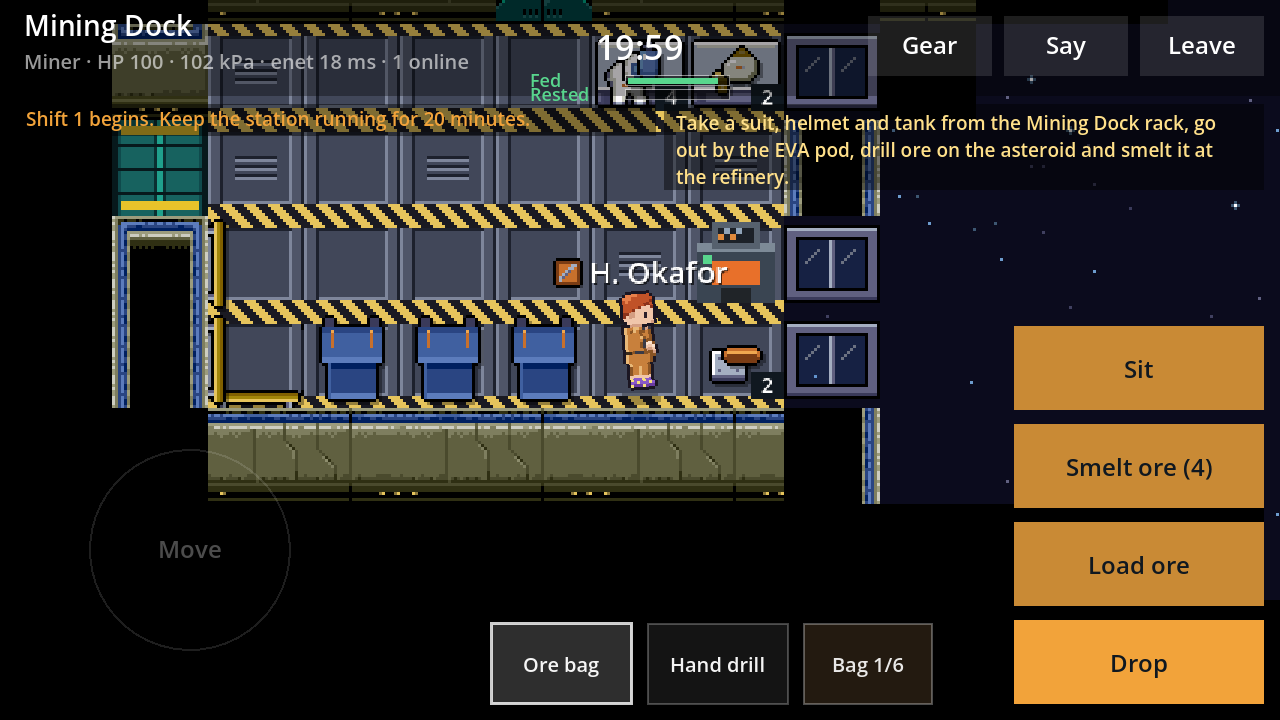 Mining Dock
Miner · HP 100 · 102 kPa · enet 18 ms · 1 online
19:59
Fed
Rested
4
2
Gear
Say
Leave
Shift 1 begins. Keep the station running for 20 minutes.
Take a suit, helmet and tank from the Mining Dock rack, go
out by the EVA pod, drill ore on the asteroid and smelt it at
the refinery.
H. Okafor
2
Sit
Smelt ore (4)
Load ore
Drop
Move
Ore bag
Hand drill
Bag 1/6